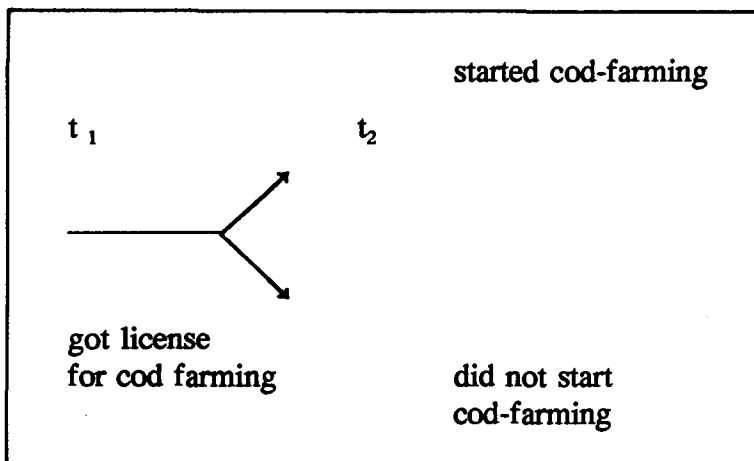 started cod-farming
t₁
t₂
got license
for cod farming
did not start
cod-farming